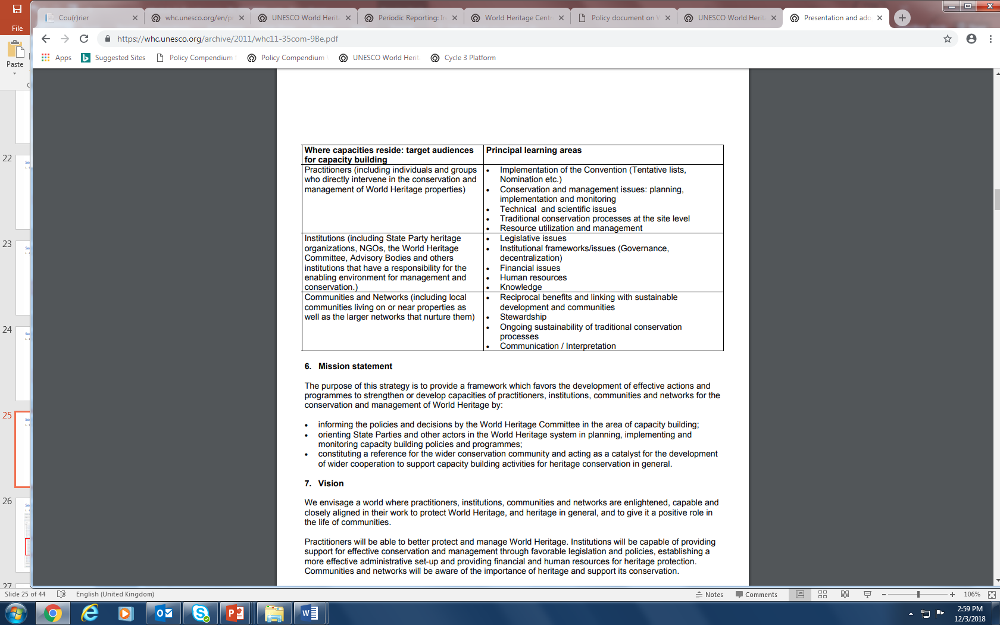 Cou(r)rier
whc.unesco.org/en/p
UNESCO World Herit
Periodic Reporting: I
World Heritage Centr
Policy document on
UNESCO World Herit
Presentation and ado
File
https://whc.unesco.org/archive/2011/whc11-35com-9Be.pdf
Apps
Suggested Sites
Policy Compendium
Policy Compendium
UNESCO World Herit
Cycle 3 Platform
Paste
22
23
24
25
26
27
Where capacities reside: target audiences
for capacity building
Principal learning areas
Practitioners (including individuals and groups
who directly intervene in the conservation and
management of World Heritage properties)
• Implementation of the Convention (Tentative lists,
Nomination etc.)
• Conservation and management issues: planning,
implementation and monitoring
• Technical and scientific issues
• Traditional conservation processes at the site level
• Resource utilization and management
Institutions (including State Party heritage
organizations, NGOs, the World Heritage
Committee, Advisory Bodies and others
institutions that have a responsibility for the
enabling environment for management and
conservation.)
• Legislative issues
• Institutional frameworks/issues (Governance,
decentralization)
• Financial issues
• Human resources
• Knowledge
Communities and Networks (including local
communities living on or near properties as
well as the larger networks that nurture them)
• Reciprocal benefits and linking with sustainable
development and communities
• Stewardship
• Ongoing sustainability of traditional conservation
processes
• Communication / Interpretation
6. Mission statement
The purpose of this strategy is to provide a framework which favors the development of effective actions and
programmes to strengthen or develop capacities of practitioners, institutions, communities and networks for the
conservation and management of World Heritage by:
• informing the policies and decisions by the World Heritage Committee in the area of capacity building;
• orienting State Parties and other actors in the World Heritage system in planning, implementing and
monitoring capacity building policies and programmes;
• constituting a reference for the wider conservation community and acting as a catalyst for the development
of wider cooperation to support capacity building activities for heritage conservation in general.
7. Vision
We envisage a world where practitioners, institutions, communities and networks are enlightened, capable and
closely aligned in their work to protect World Heritage, and heritage in general, and to give it a positive role in
the life of communities.
Practitioners will be able to better protect and manage World Heritage. Institutions will be capable of providing
support for effective conservation and management through favorable legislation and policies, establishing a
more effective administrative set-up and providing financial and human resources for heritage protection.
Communities and networks will be aware of the importance of heritage and support its conservation.
Slide 25 of 44
English (United Kingdom)
Notes
Comments
106%
2:59 PM
12/3/2018